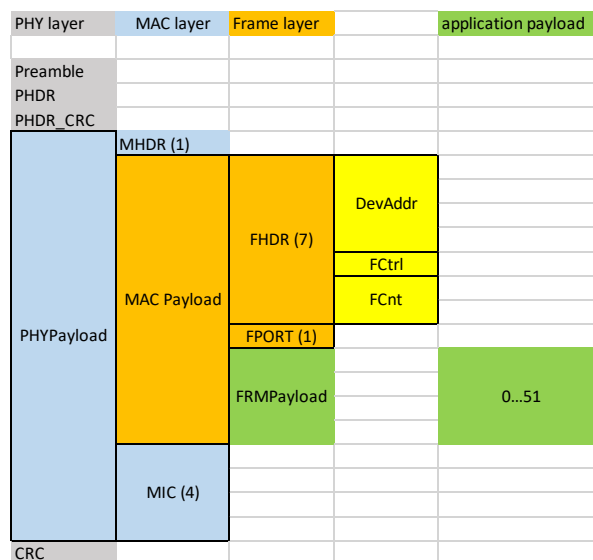 PHY layer MAC layer Frame layer application payload
Preamble
PHDR
PHDR_CRC
MHDR (1)
DevAddr
FHDR (7)
FCtrl
MAC Payload FCnt
PHYPayload FPORT (1)
FRMPayload 0...51
MIC (4)
CRC